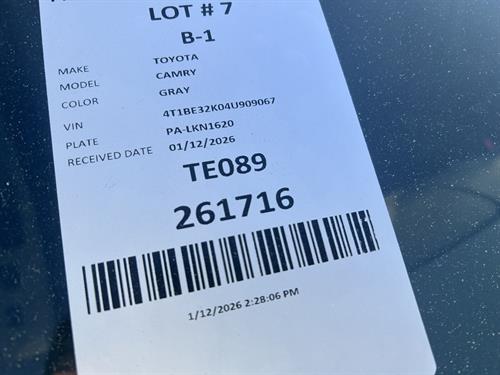 LOT # 7
B-1
MAKE TOYOTA
MODEL CAMRY
COLOR GRAY
VIN 4T1BE32K04U909067
PLATE PA-LKN1620
RECEIVED DATE 01/12/2026
TE089
261716
1/12/2026 2:28:06 PM